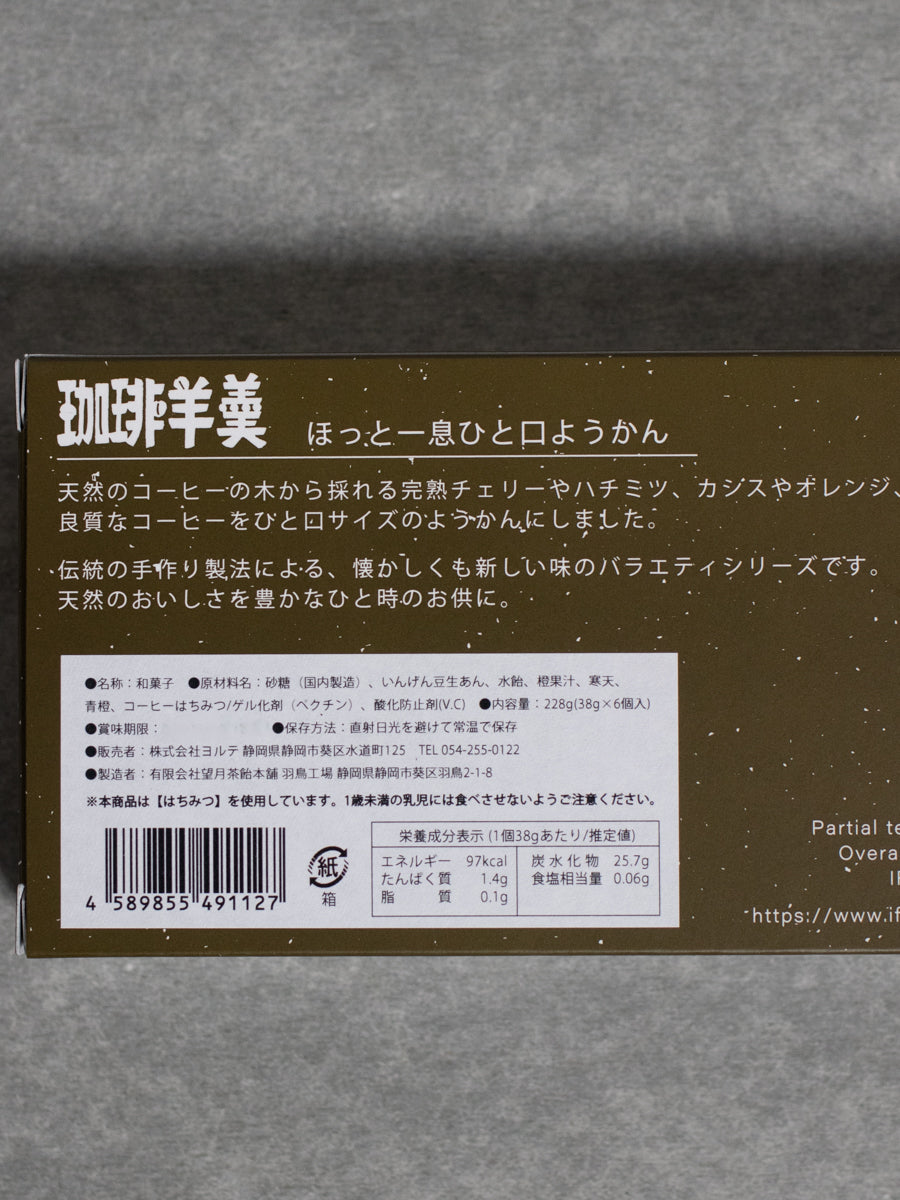 珈琲羊羹 ほっと一息ひと口ようかん
天然のコーヒーの木から採れる完熟チェリーやハチミツ、カシスやオレンジ、
良質なコーヒーをひと口サイズのようかんにしました。
伝統の手作り製法による、懐かしくも新しい味のバラエティシリーズです。
天然のおいしさを豊かなひと時のお供に。
●名称：和菓子 ●原材料名：砂糖（国内製造）、いんげん豆生あん、水飴、橙果汁、寒天、
青橙、コーヒーはちみつ/ゲル化剤（ペクチン）、酸化防止剤(V.C) ●内容量：228g(38g×6個入)
●賞味期限： ●保存方法：直射日光を避けて常温で保存
●販売者：株式会社ヨルテ 静岡県静岡市葵区水道町125 TEL 054-255-0122
●製造者：有限会社望月茶飴本舗 羽鳥工場 静岡県静岡市葵区羽鳥2-1-8
※本商品は【はちみつ】を使用しています。1歳未満の乳児には食べさせないようご注意ください。
4 589855 491127
紙
箱
栄養成分表示 (1個38gあたり/推定値)
エネルギー 97kcal 炭水化物 25.7g
たんぱく質 1.4g 食塩相当量 0.06g
脂質 0.1g
Partial
https://www.if